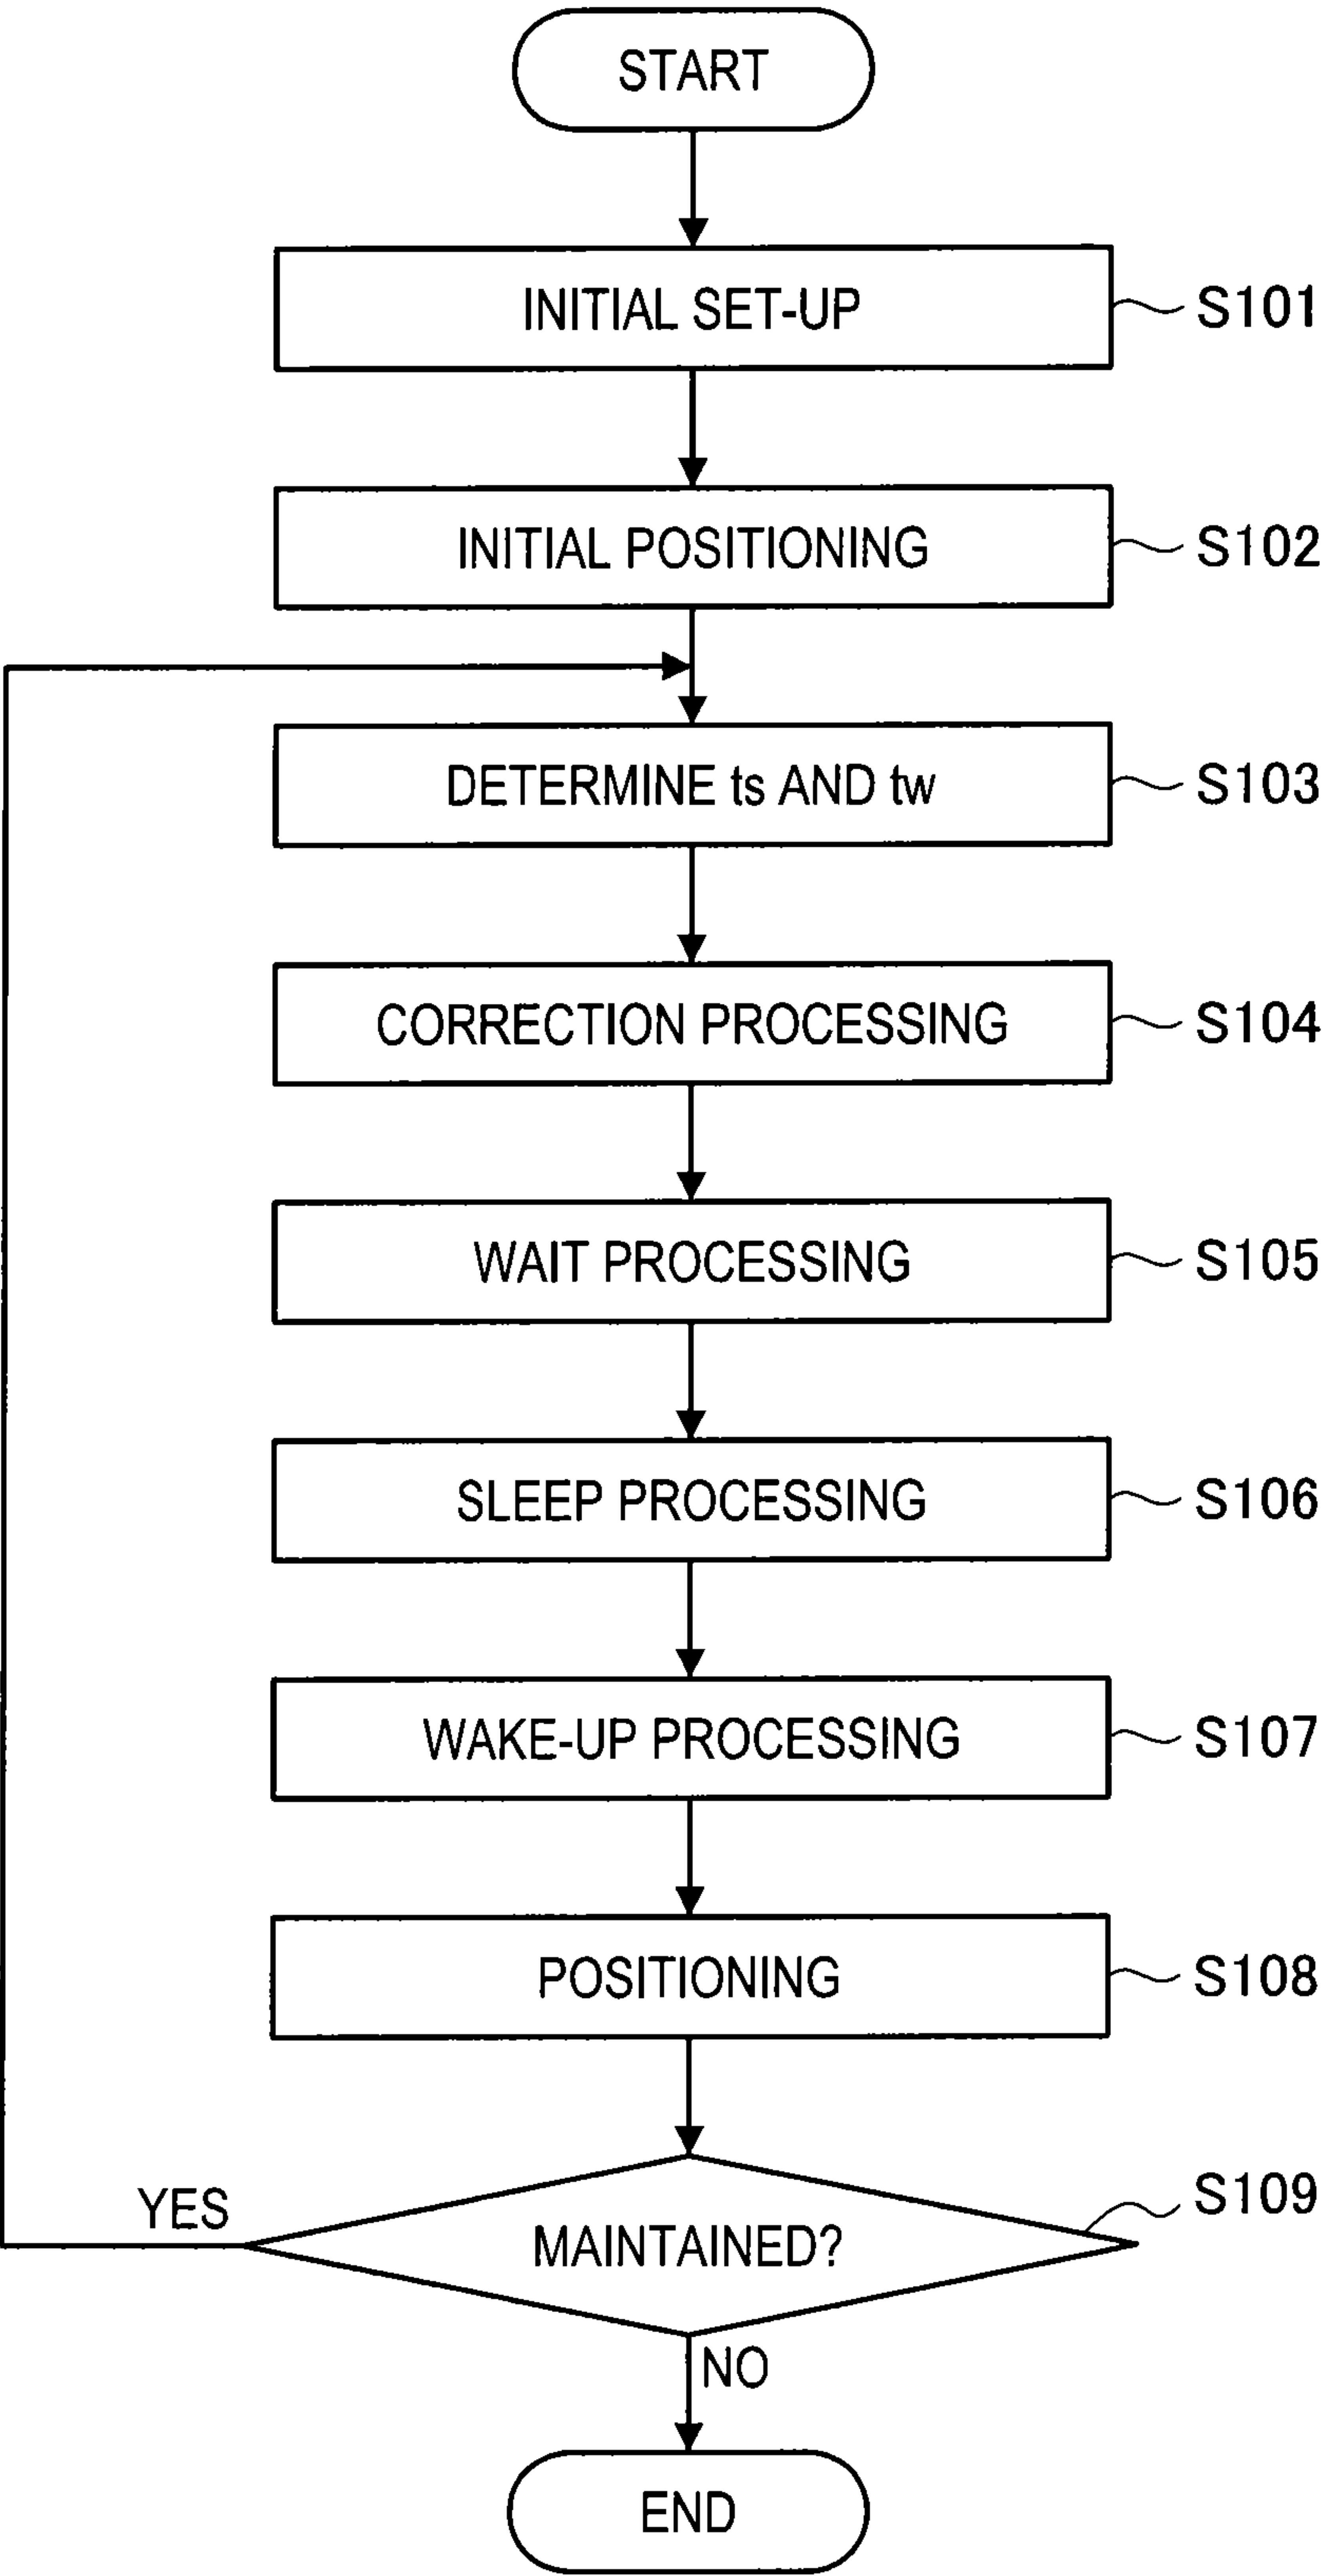 START
INITIAL SET-UP
S101
INITIAL POSITIONING
S102
DETERMINE ts AND tw
S103
CORRECTION PROCESSING
S104
WAIT PROCESSING
S105
SLEEP PROCESSING
S106
WAKE-UP PROCESSING
S107
POSITIONING
S108
YES
MAINTAINED?
S109
NO
END